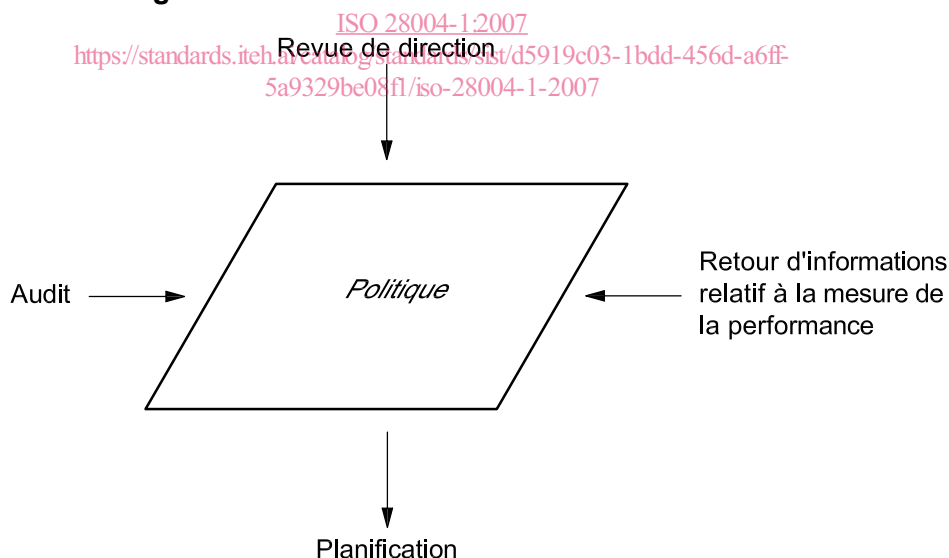 ISO 28004-1:2007
Revue de direction
https://standards.iteh.ai/catalog/standards/sist/d5919c03-1bdd-456d-a6ff-
5a9329be08f1/iso-28004-1-2007
Audit
Politique
Retour d'informations
relatif à la mesure de
la performance
Planification